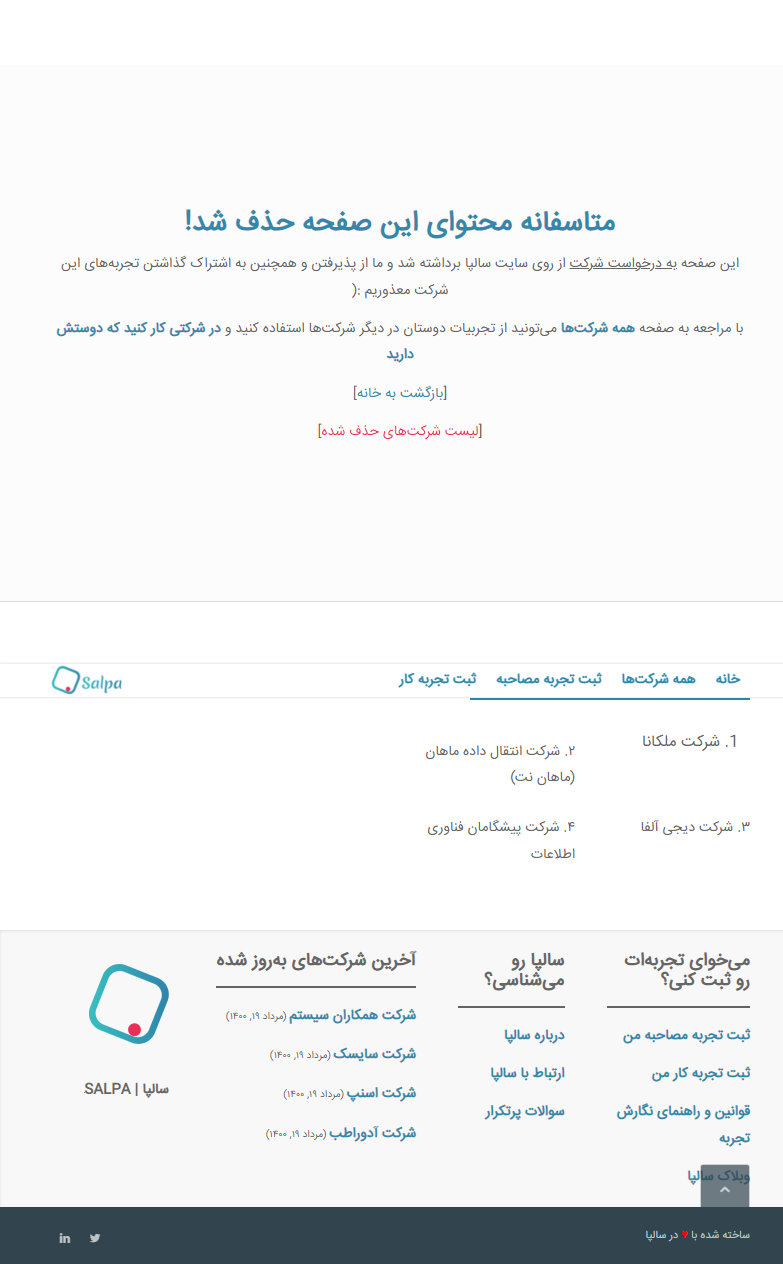 متاسفانه محتوای این صفحه حذف شد!
این صفحه به درخواست شرکت از روی سایت سالپا برداشته شد و ما از پذیرفتن و همچنین به اشتراک گذاشتن تجربه‌های این
شرکت معذوریم :(
با مراجعه به صفحه همه شرکت‌ها می‌تونید از تجربیات دوستان در دیگر شرکت‌ها استفاده کنید و در شرکتی کار کنید که دوستش
دارید
[بازگشت به خانه]
[لیست شرکت‌های حذف شده]
خانه همه شرکت‌ها ثبت تجربه مصاحبه ثبت تجربه کار
Salpa
1. شرکت ملکانا
۲. شرکت انتقال داده ماهان
(ماهان نت)
۳. شرکت دیجی آلفا
۴. شرکت پیشگامان فناوری
اطلاعات
می‌خوای تجربه‌ات
رو ثبت کنی؟
ثبت تجربه مصاحبه من
ثبت تجربه کار من
قوانین و راهنمای نگارش
تجربه
وبلاک سالپا
سالپا رو
می‌شناسی؟
درباره سالپا
ارتباط با سالپا
سوالات پرتکرار
آخرین شرکت‌های به‌روز شده
شرکت همکاران سیستم (مرداد ۱۹, ۱۴۰۰)
شرکت سایسک (مرداد ۱۹, ۱۴۰۰)
شرکت اسنپ (مرداد ۱۹, ۱۴۰۰)
شرکت آدوراطب (مرداد ۱۹, ۱۴۰۰)
سالپا | SALPA
ساخته شده با ♥ در سالپا